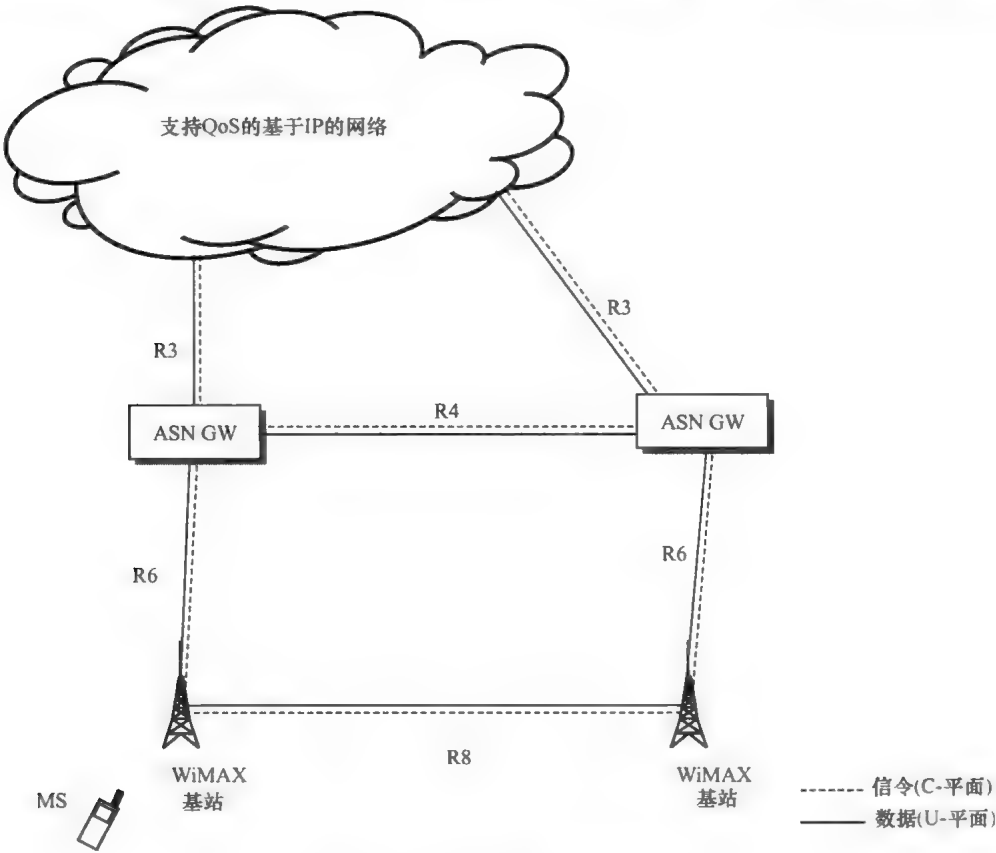 支持QoS的基于IP的网络
R3
R3
R4
ASN GW
ASN GW
R6
R6
R8
WiMAX
基站
WiMAX
基站
MS
信令(C-平面)
数据(U-平面)